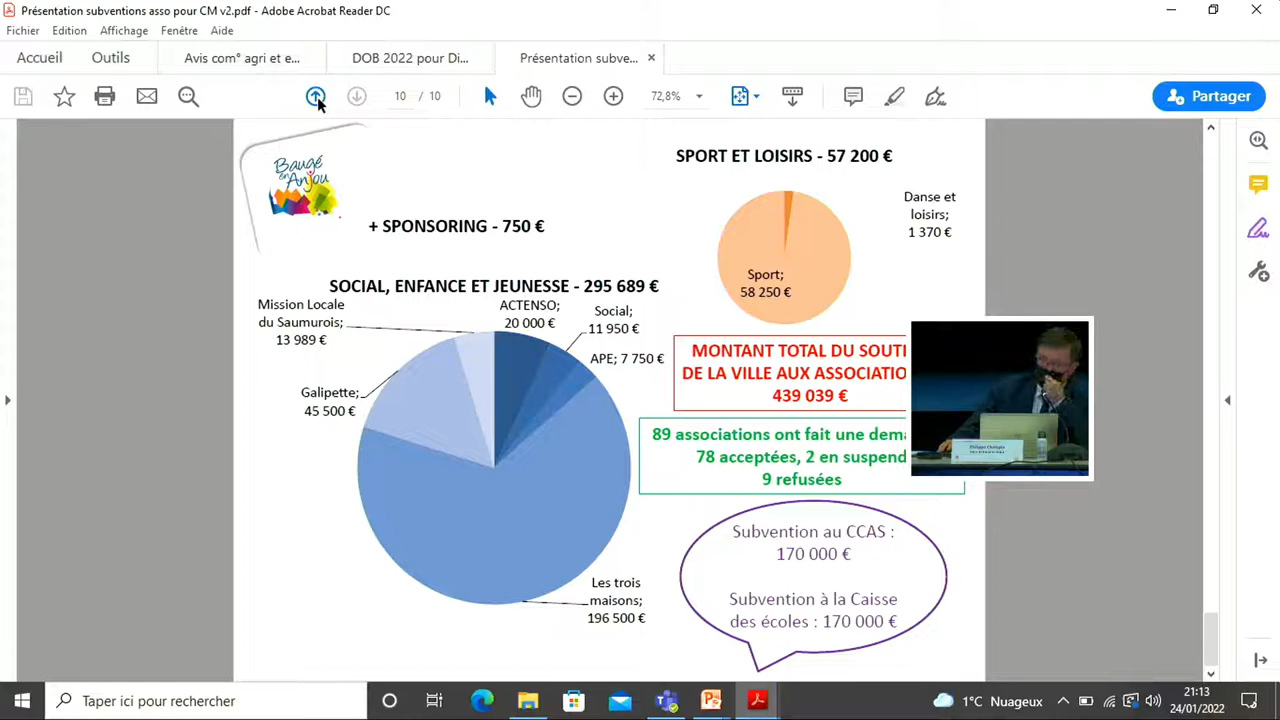 Présentation subventions asso pour CM v2.pdf - Adobe Acrobat Reader DC
Fichier Edition Affichage Fenêtre Aide
Accueil Outils Avis com° agri et e... DOB 2022 pour Di... Présentation subve... ×
10 / 10 72,8% Partager
Baugé
en Anjou
+ SPONSORING - 750 €
SPORT ET LOISIRS - 57 200 €
Danse et
loisirs;
1 370 €
Sport;
58 250 €
SOCIAL, ENFANCE ET JEUNESSE - 295 689 €
Mission Locale
du Saumurois;
13 989 €
ACTENSO;
20 000 €
Social;
11 950 €
APE; 7 750 €
Galipette;
45 500 €
Les trois
maisons;
196 500 €
MONTANT TOTAL DU SOUTI
DE LA VILLE AUX ASSOCIATIO
439 039 €
89 associations ont fait une dema
78 acceptées, 2 en suspend
9 refusées
Subvention au CCAS :
170 000 €
Subvention à la Caisse
des écoles : 170 000 €
Taper ici pour rechercher
1°C Nuageux
21:13
24/01/2022